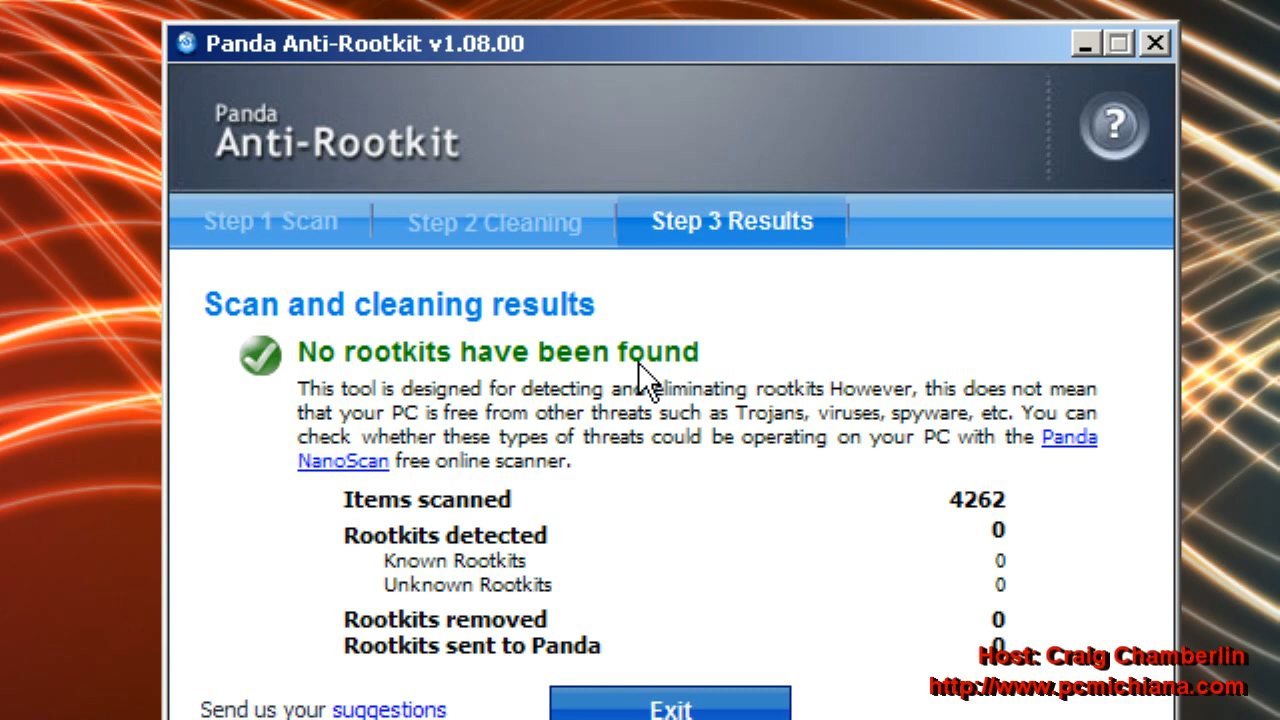 Panda Anti-Rootkit v1.08.00
Panda
Anti-Rootkit
?
Step 1 Scan
Step 2 Cleaning
Step 3 Results
Scan and cleaning results
No rootkits have been found
This tool is designed for detecting and eliminating rootkits However, this does not mean
that your PC is free from other threats such as Trojans, viruses, spyware, etc. You can
check whether these types of threats could be operating on your PC with the Panda
NanoScan free online scanner.
Items scanned 4262
Rootkits detected 0
Known Rootkits 0
Unknown Rootkits 0
Rootkits removed 0
Rootkits sent to Panda 0
Host: Craig Chamberlin
http://www.pcmichiana.com
Send us your suggestions
Exit